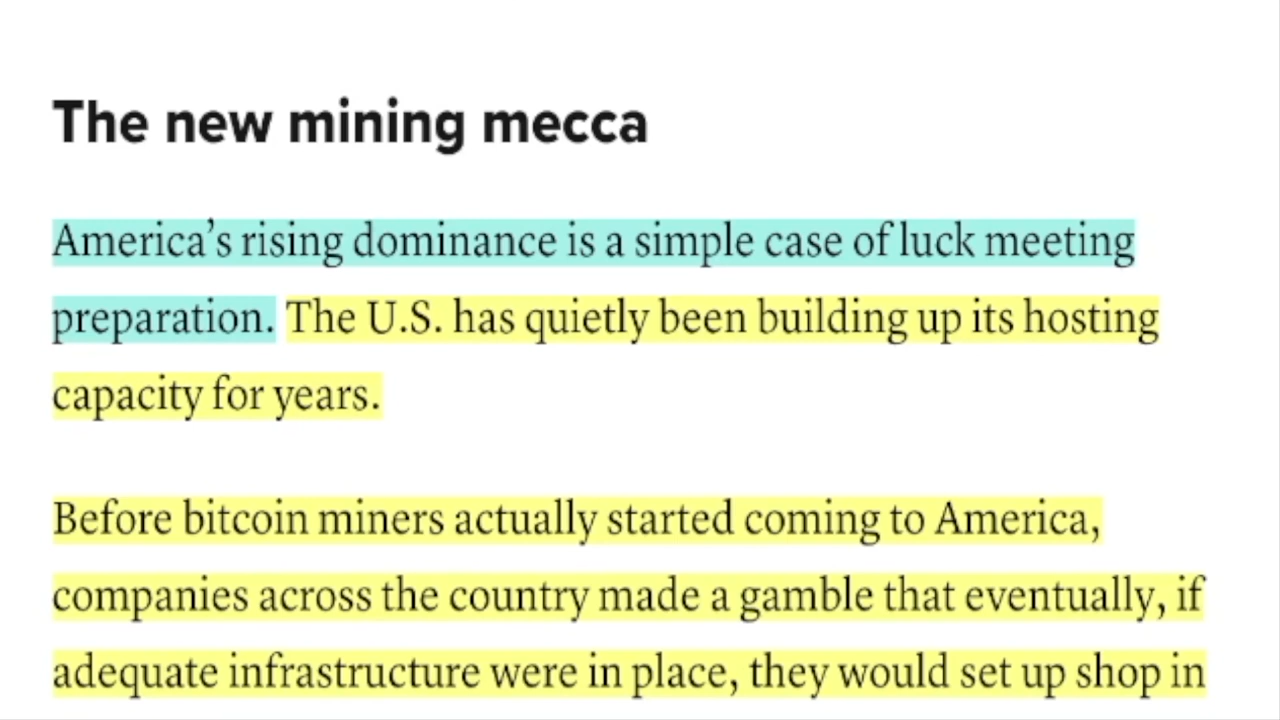 The new mining mecca
America’s rising dominance is a simple case of luck meeting
preparation. The U.S. has quietly been building up its hosting
capacity for years.
Before bitcoin miners actually started coming to America,
companies across the country made a gamble that eventually, if
adequate infrastructure were in place, they would set up shop in